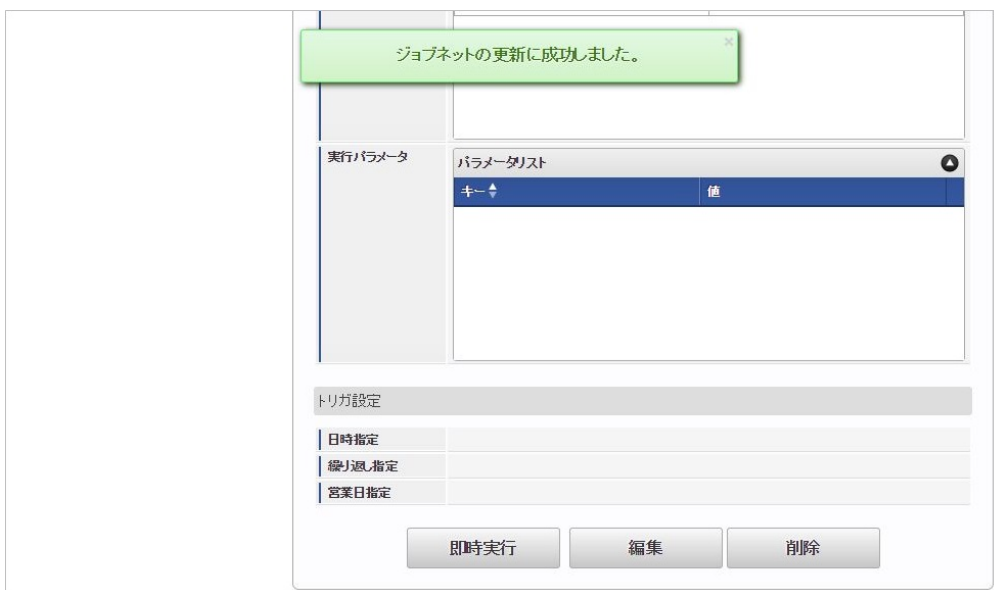 ジョブネットの更新に成功しました。
×
実行パラメータ
パラメータリスト
キー 値
トリガ設定
日時指定
繰り返し指定
営業日指定
即時実行 編集 削除